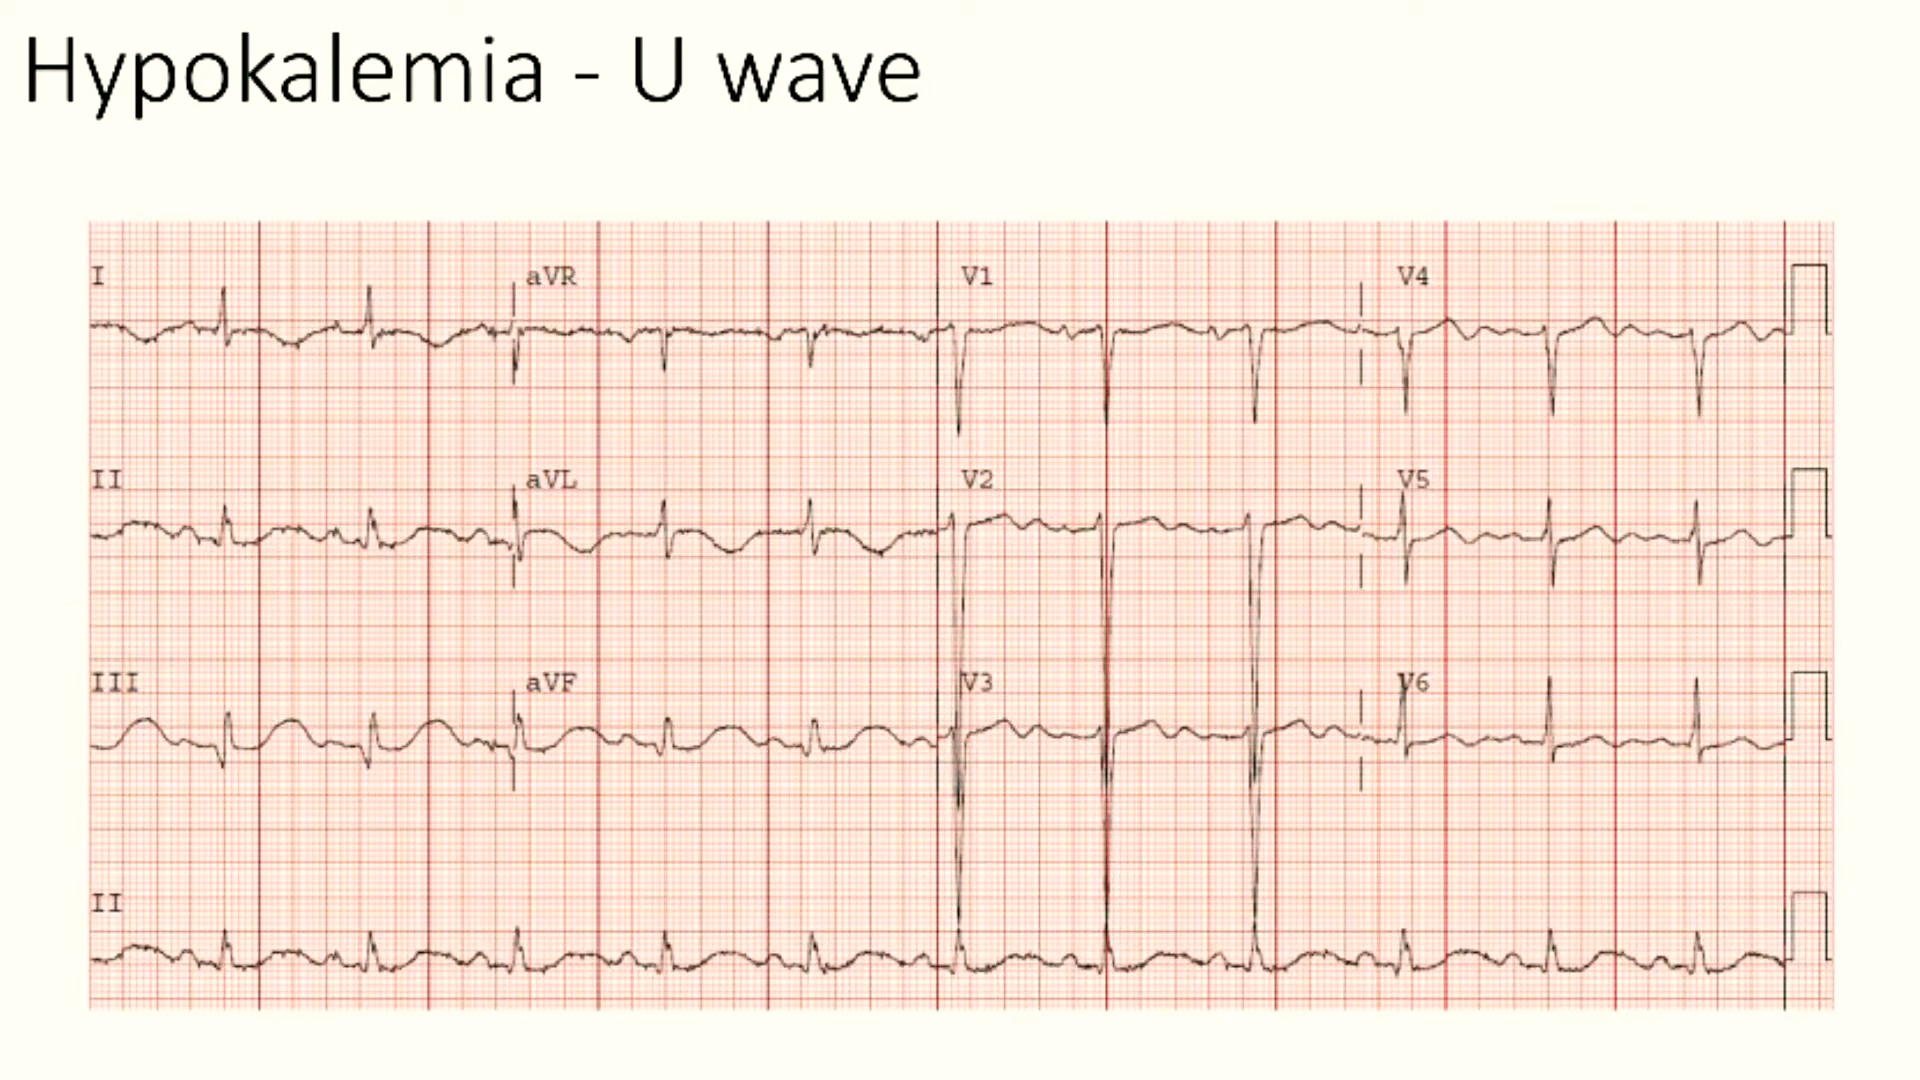 Hypokalemia - U wave
I aVR V1 V4
II aVL V2 V5
III aVF V3 V6
II